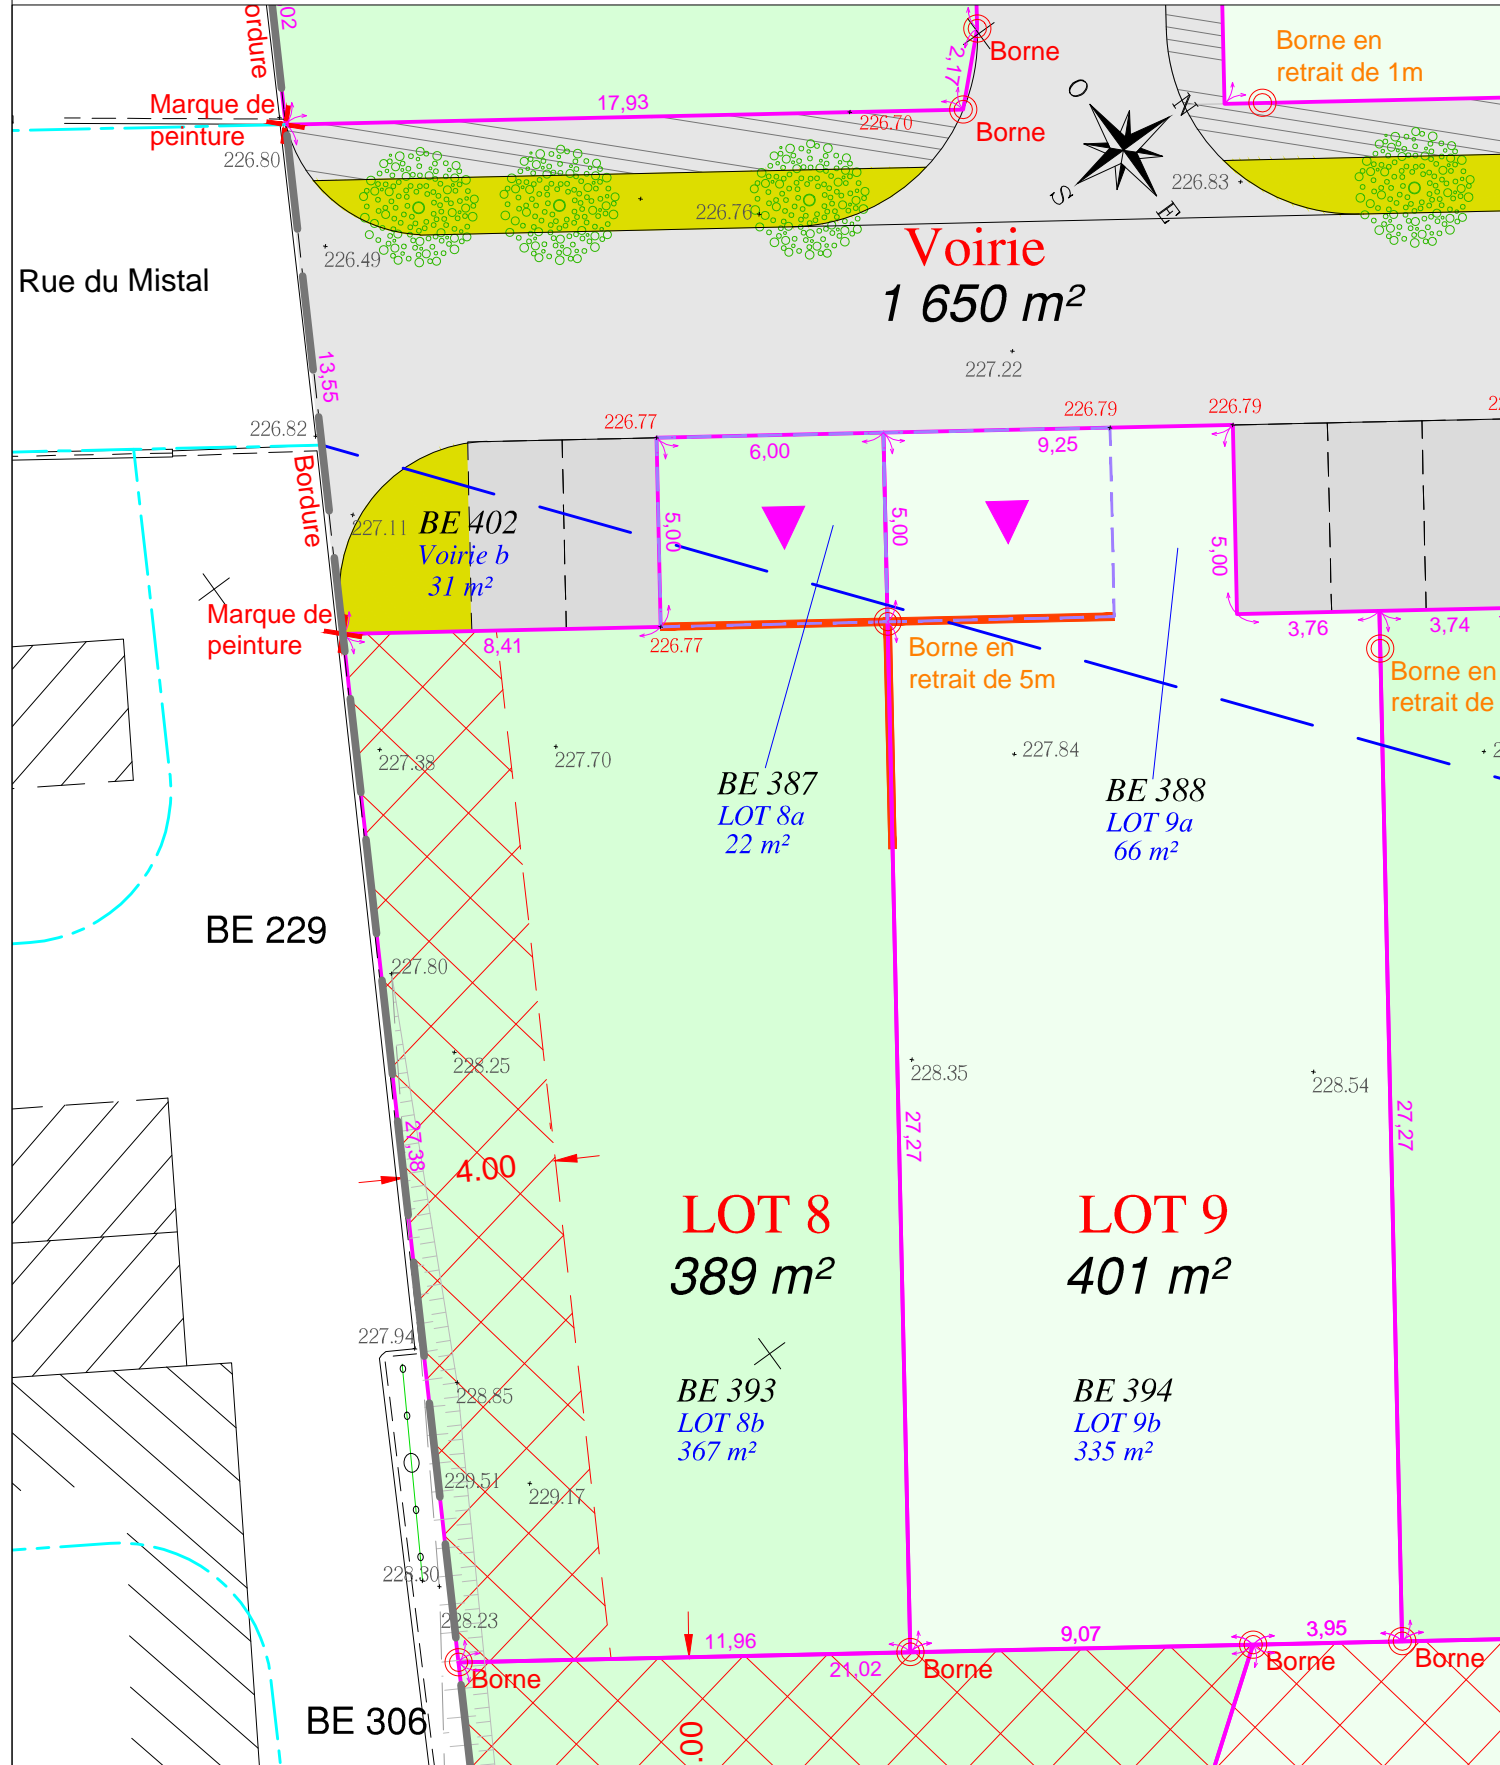 02
Bordure
Borne
Borne en
retrait de 1m
2,17
O
N
S
E
Marque de
peinture
17,93
226.70
Borne
226.80
226.83
226.76
226.49
Voirie
1 650 m²
Rue du Mistal
13,55
227.22
226.82
226.77
226.79
226.79
6,00
9,25
Bordure
227.11
BE 402
Voirie b
31 m²
5,00
5,00
5,00
Marque de
peinture
8,41
226.77
Borne en
retrait de 5m
3,76
3,74
Borne en
retrait de
227.38
227.70
227.84
BE 387
LOT 8a
22 m²
BE 388
LOT 9a
66 m²
BE 229
227.80
228.25
228.35
228.54
27,38
4.00
27,27
27,27
LOT 8
389 m²
LOT 9
401 m²
227.94
BE 393
LOT 8b
367 m²
BE 394
LOT 9b
335 m²
228.85
229.51
229.17
228.30
228.23
11,96
9,07
3,95
21,02
Borne
Borne
Borne
Borne
BE 306
.00